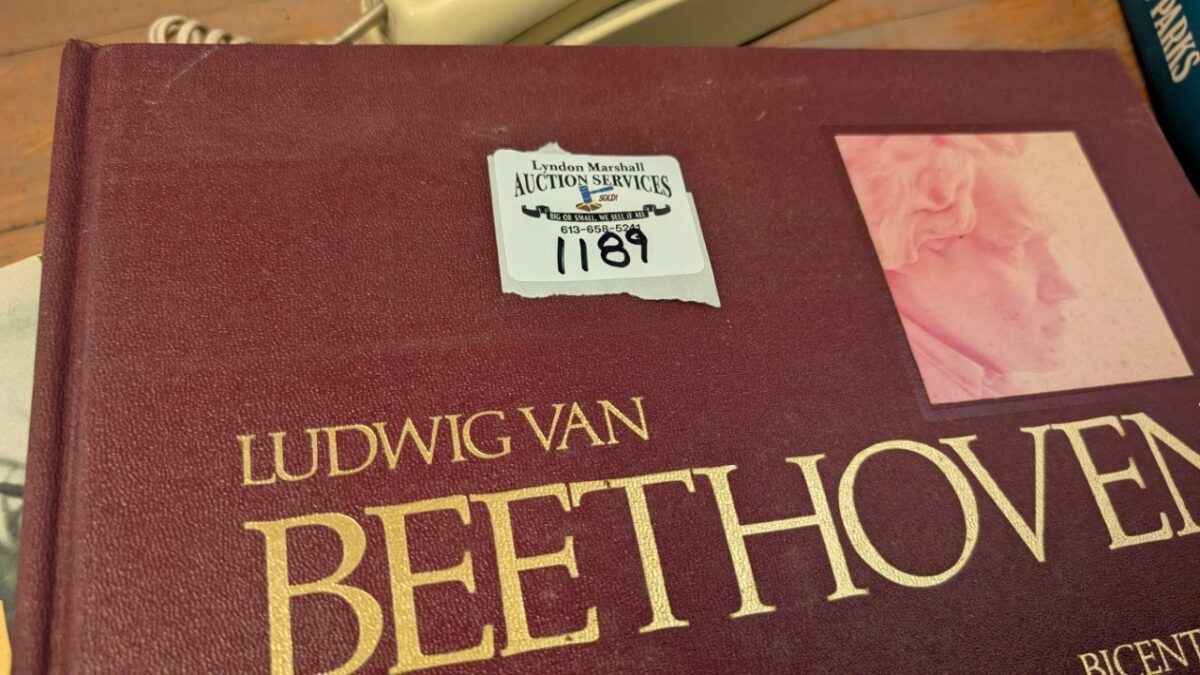 PARKS
Lyndon Marshall
AUCTION SERVICES
SOLD!
BIG OR SMALL, WE SELL IT ALL
613-658-5241
1189
LUDWIG VAN
BEETHOVEN
BICENT